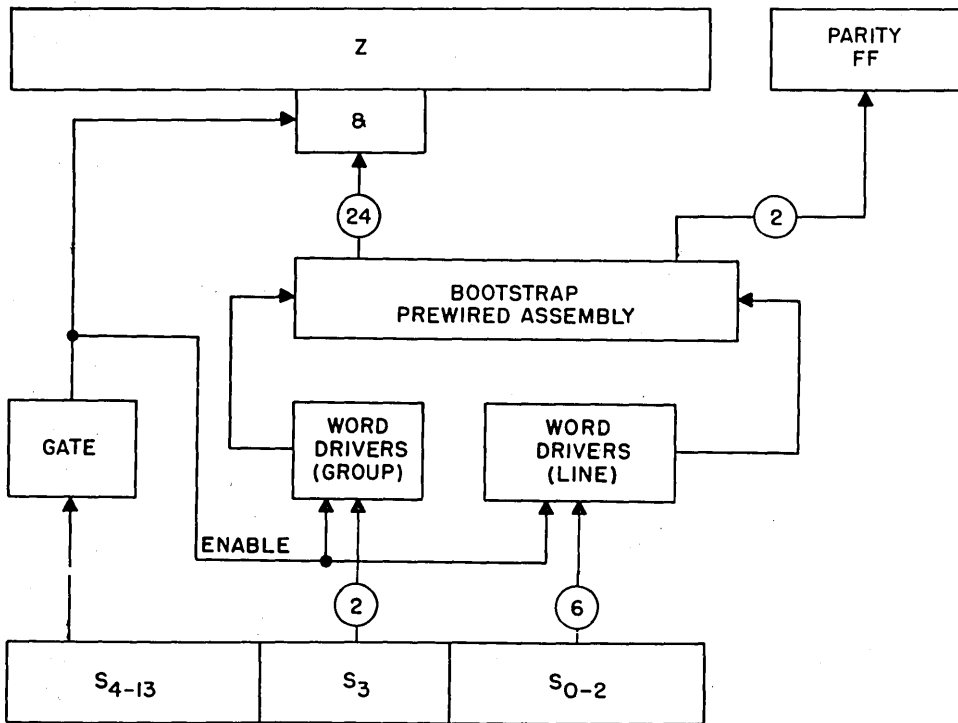 Z
PARITY
FF
&
24
2
BOOTSTRAP
PREWIRED ASSEMBLY
GATE
WORD
DRIVERS
(GROUP)
WORD
DRIVERS
(LINE)
ENABLE
2
6
S4-13
S3
S0-2